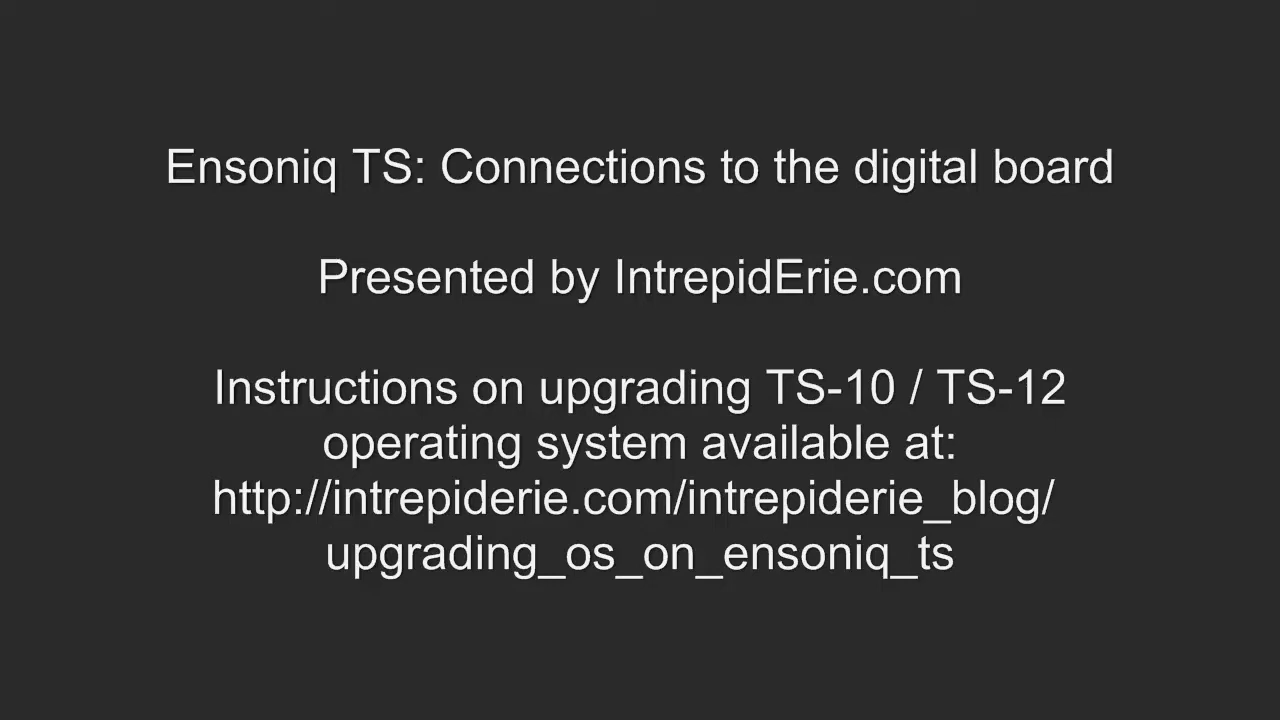 Ensoniq TS: Connections to the digital board
Presented by IntrepidErie.com
Instructions on upgrading TS-10 / TS-12
operating system available at:
http://intrepiderie.com/intrepiderie_blog/
upgrading_os_on_ensoniq_ts